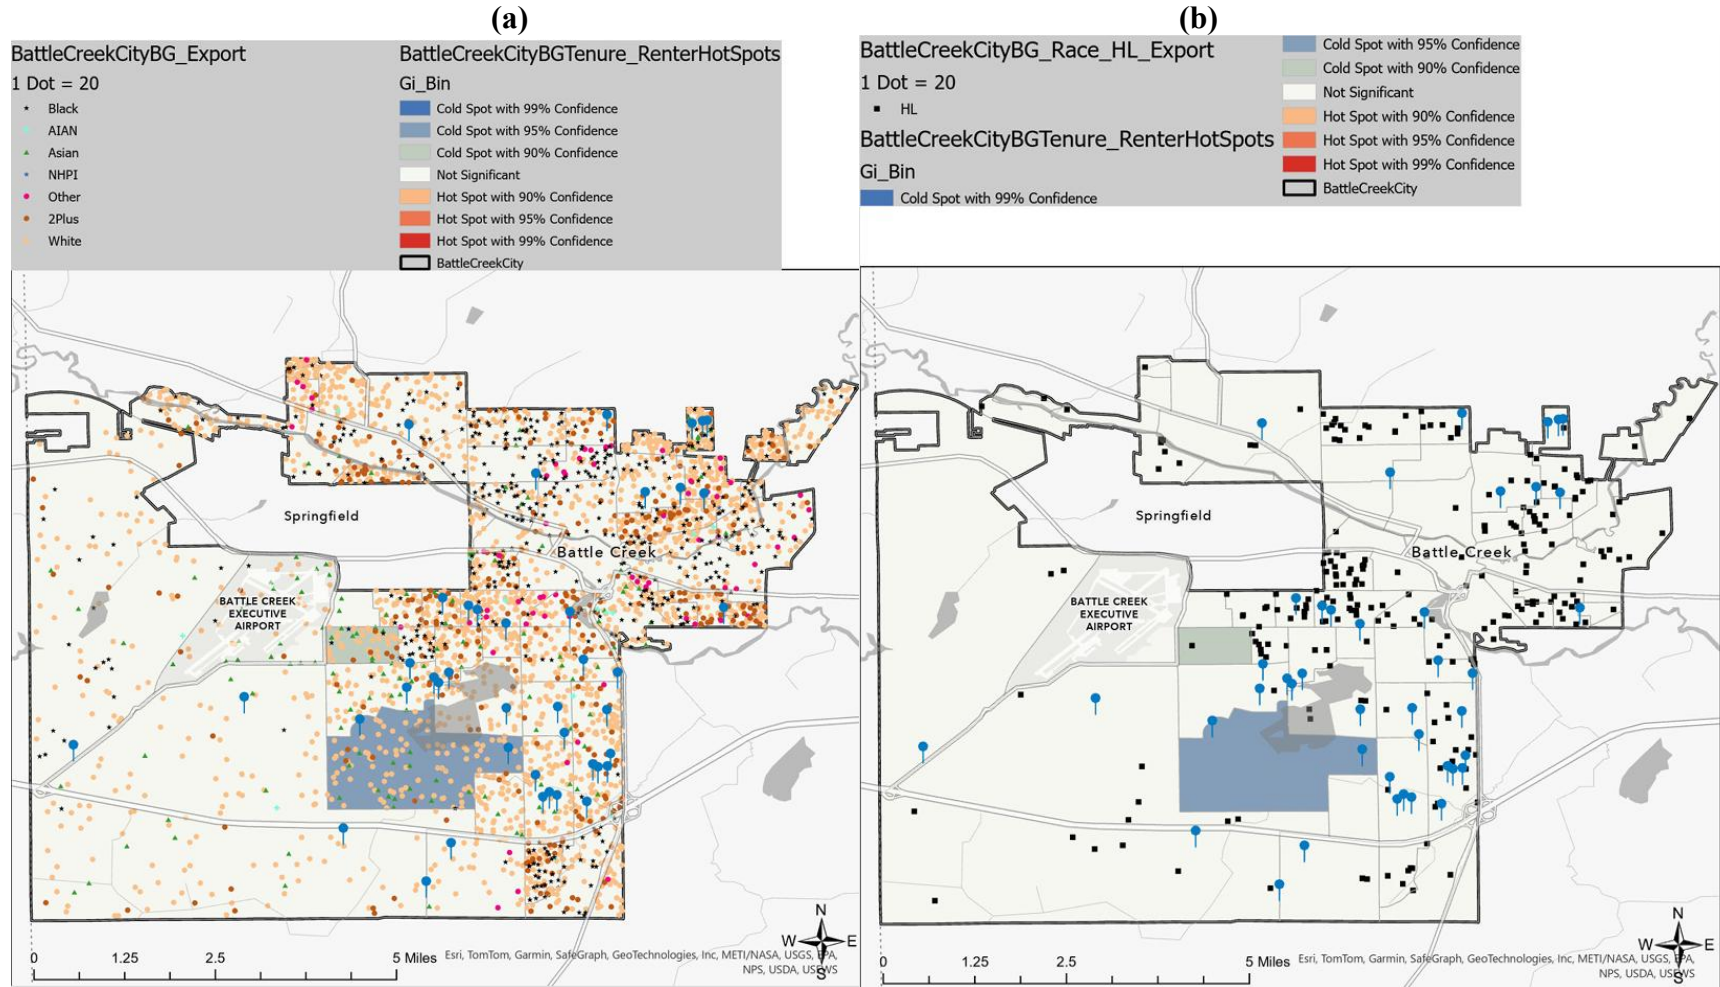 (a)
BattleCreekCityBG_Export
1 Dot = 20
Black
AIAN
Asian
NHPI
Other
2Plus
White
BattleCreekCityBGTenure_RenterHotSpots
Gi_Bin
Cold Spot with 99% Confidence
Cold Spot with 95% Confidence
Cold Spot with 90% Confidence
Not Significant
Hot Spot with 90% Confidence
Hot Spot with 95% Confidence
Hot Spot with 99% Confidence
BattleCreekCity
Springfield
Battle Creek
BATTLE CREEK
EXECUTIVE
AIRPORT
N
W E
S
0 1.25 2.5 5 Miles
Esri, TomTom, Garmin, SafeGraph, GeoTechnologies, Inc, METI/NASA, USGS, EPA,
NPS, USDA, USFWS
(b)
BattleCreekCityBG_Race_HL_Export
1 Dot = 20
HL
BattleCreekCityBGTenure_RenterHotSpots
Gi_Bin
Cold Spot with 99% Confidence
Cold Spot with 95% Confidence
Cold Spot with 90% Confidence
Not Significant
Hot Spot with 90% Confidence
Hot Spot with 95% Confidence
Hot Spot with 99% Confidence
BattleCreekCity
Springfield
Battle Creek
BATTLE CREEK
EXECUTIVE
AIRPORT
N
W E
S
0 1.25 2.5 5 Miles
Esri, TomTom, Garmin, SafeGraph, GeoTechnologies, Inc, METI/NASA, USGS, EPA,
NPS, USDA, USFWS